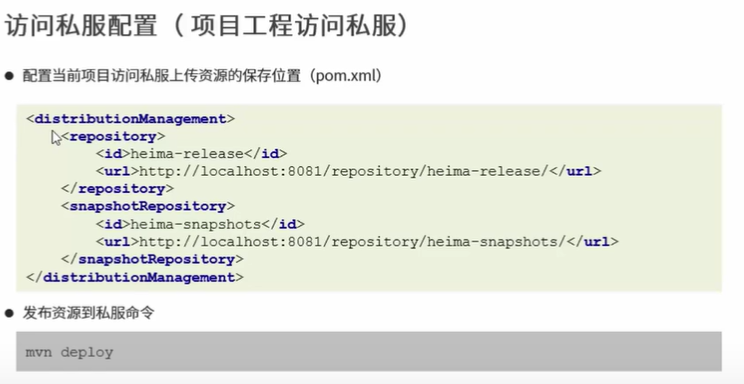 访问私服配置（ 项目工程访问私服）
● 配置当前项目访问私服上传资源的保存位置（pom.xml）
<distributionManagement>
    <repository>
        <id>heima-release</id>
        <url>http://localhost:8081/repository/heima-release/</url>
    </repository>
    <snapshotRepository>
        <id>heima-snapshots</id>
        <url>http://localhost:8081/repository/heima-snapshots/</url>
    </snapshotRepository>
</distributionManagement>
● 发布资源到私服命令
mvn deploy